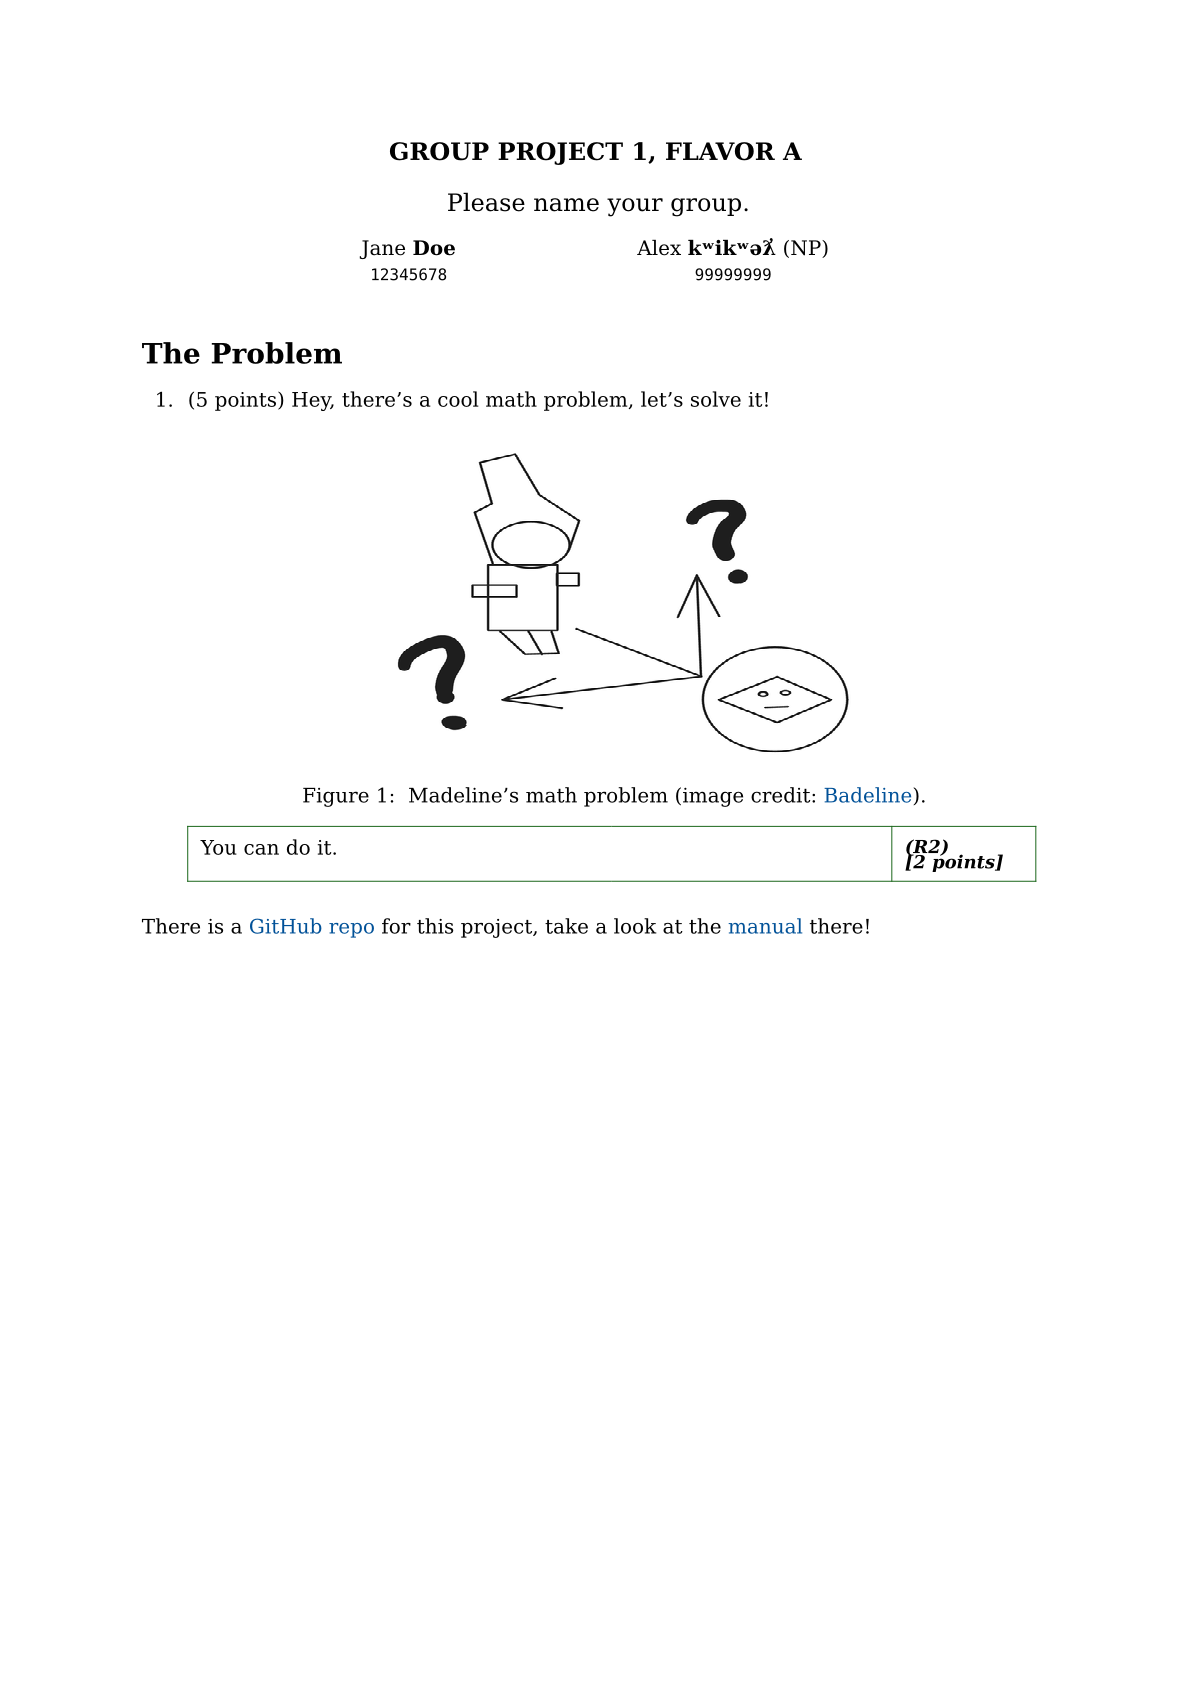 GROUP PROJECT 1, FLAVOR A
Please name your group.
Jane Doe
12345678
Alex kʷikʷəƛ̓ (NP)
99999999
The Problem
1. (5 points) Hey, there’s a cool math problem, let’s solve it!
?
?
Figure 1: Madeline’s math problem (image credit: Badeline).
You can do it.
(R2)
[2 points]
There is a GitHub repo for this project, take a look at the manual there!